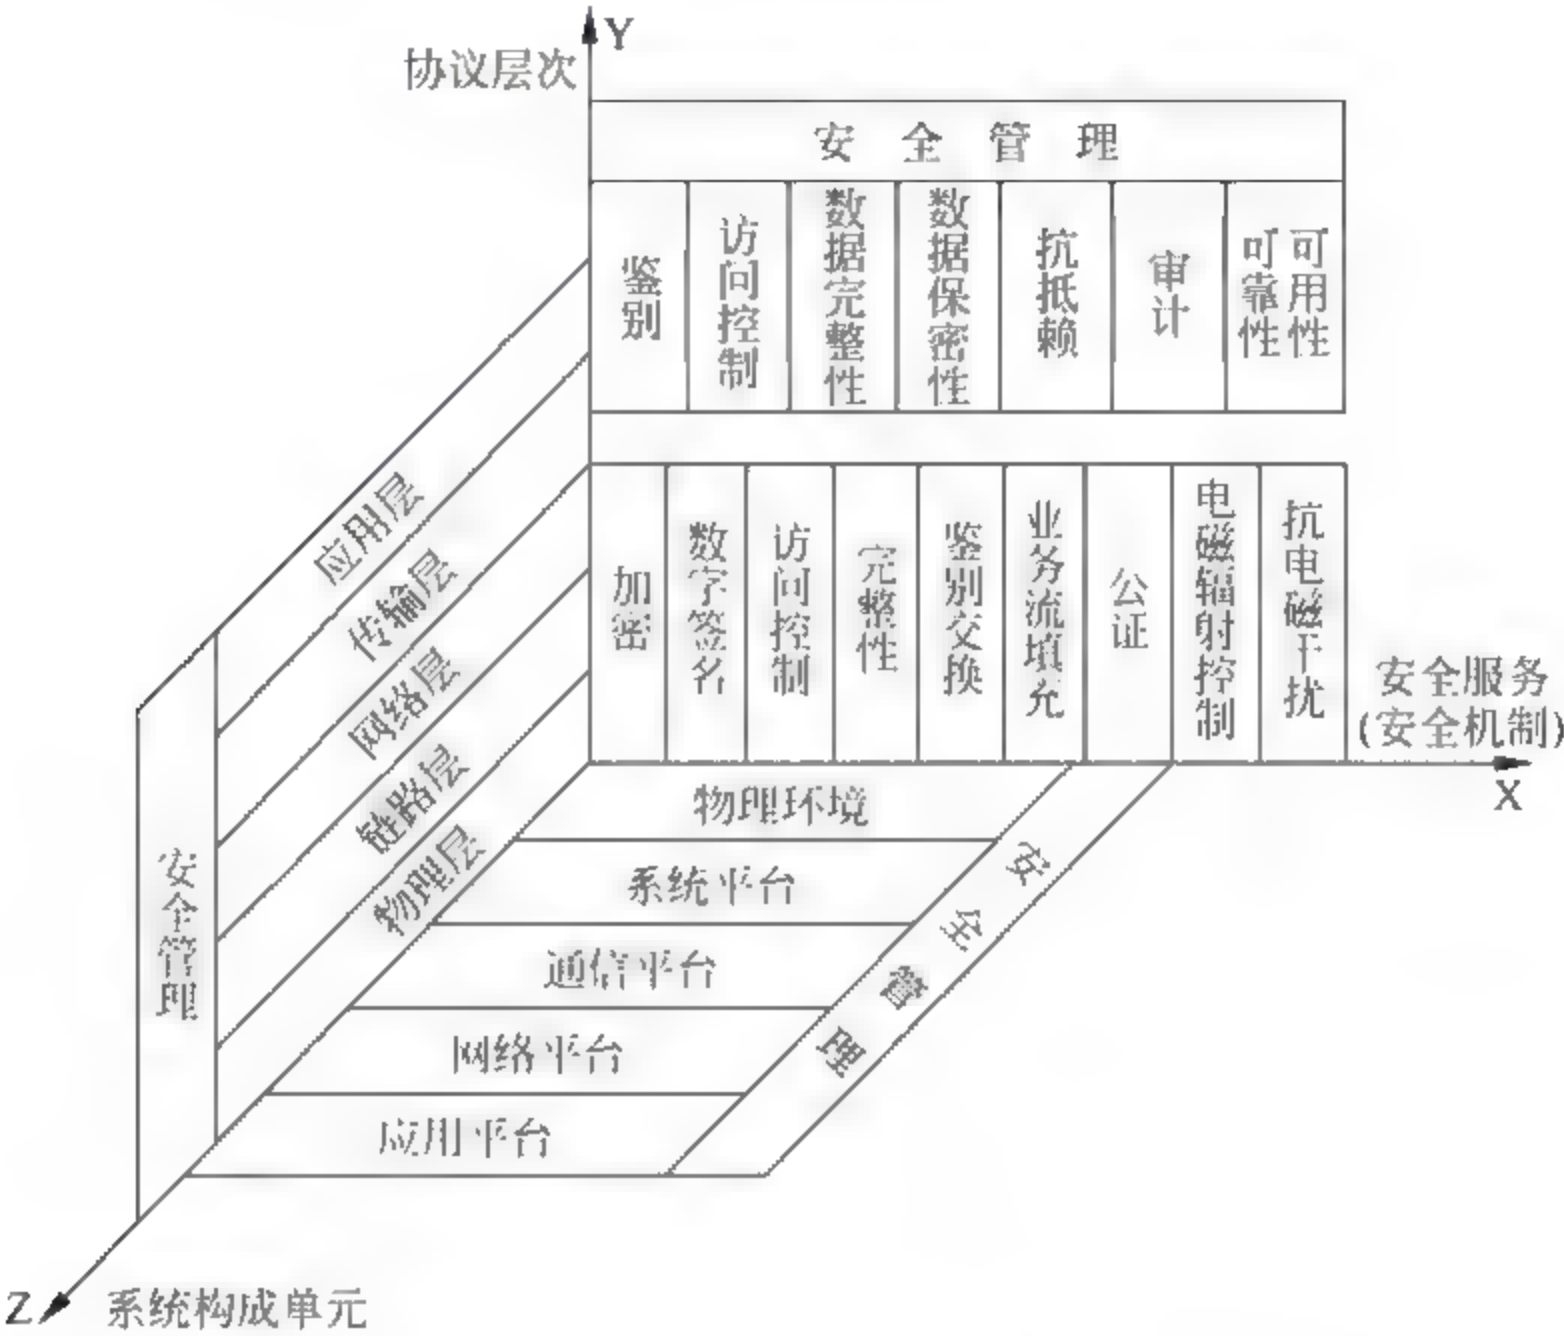 Y
协议层次
安全管理
鉴别
访问控制
数据完整性
数据保密性
抗抵赖
审计
可靠性
可用性
加密
数字签名
访问控制
完整性
鉴别交换
业务流填充
公证
电磁辐射控制
抗电磁干扰
安全服务
(安全机制)
X
应用层
传输层
网络层
链路层
物理层
安全管理
物理环境
系统平台
通信平台
网络平台
应用平台
安全管理
Z
系统构成单元